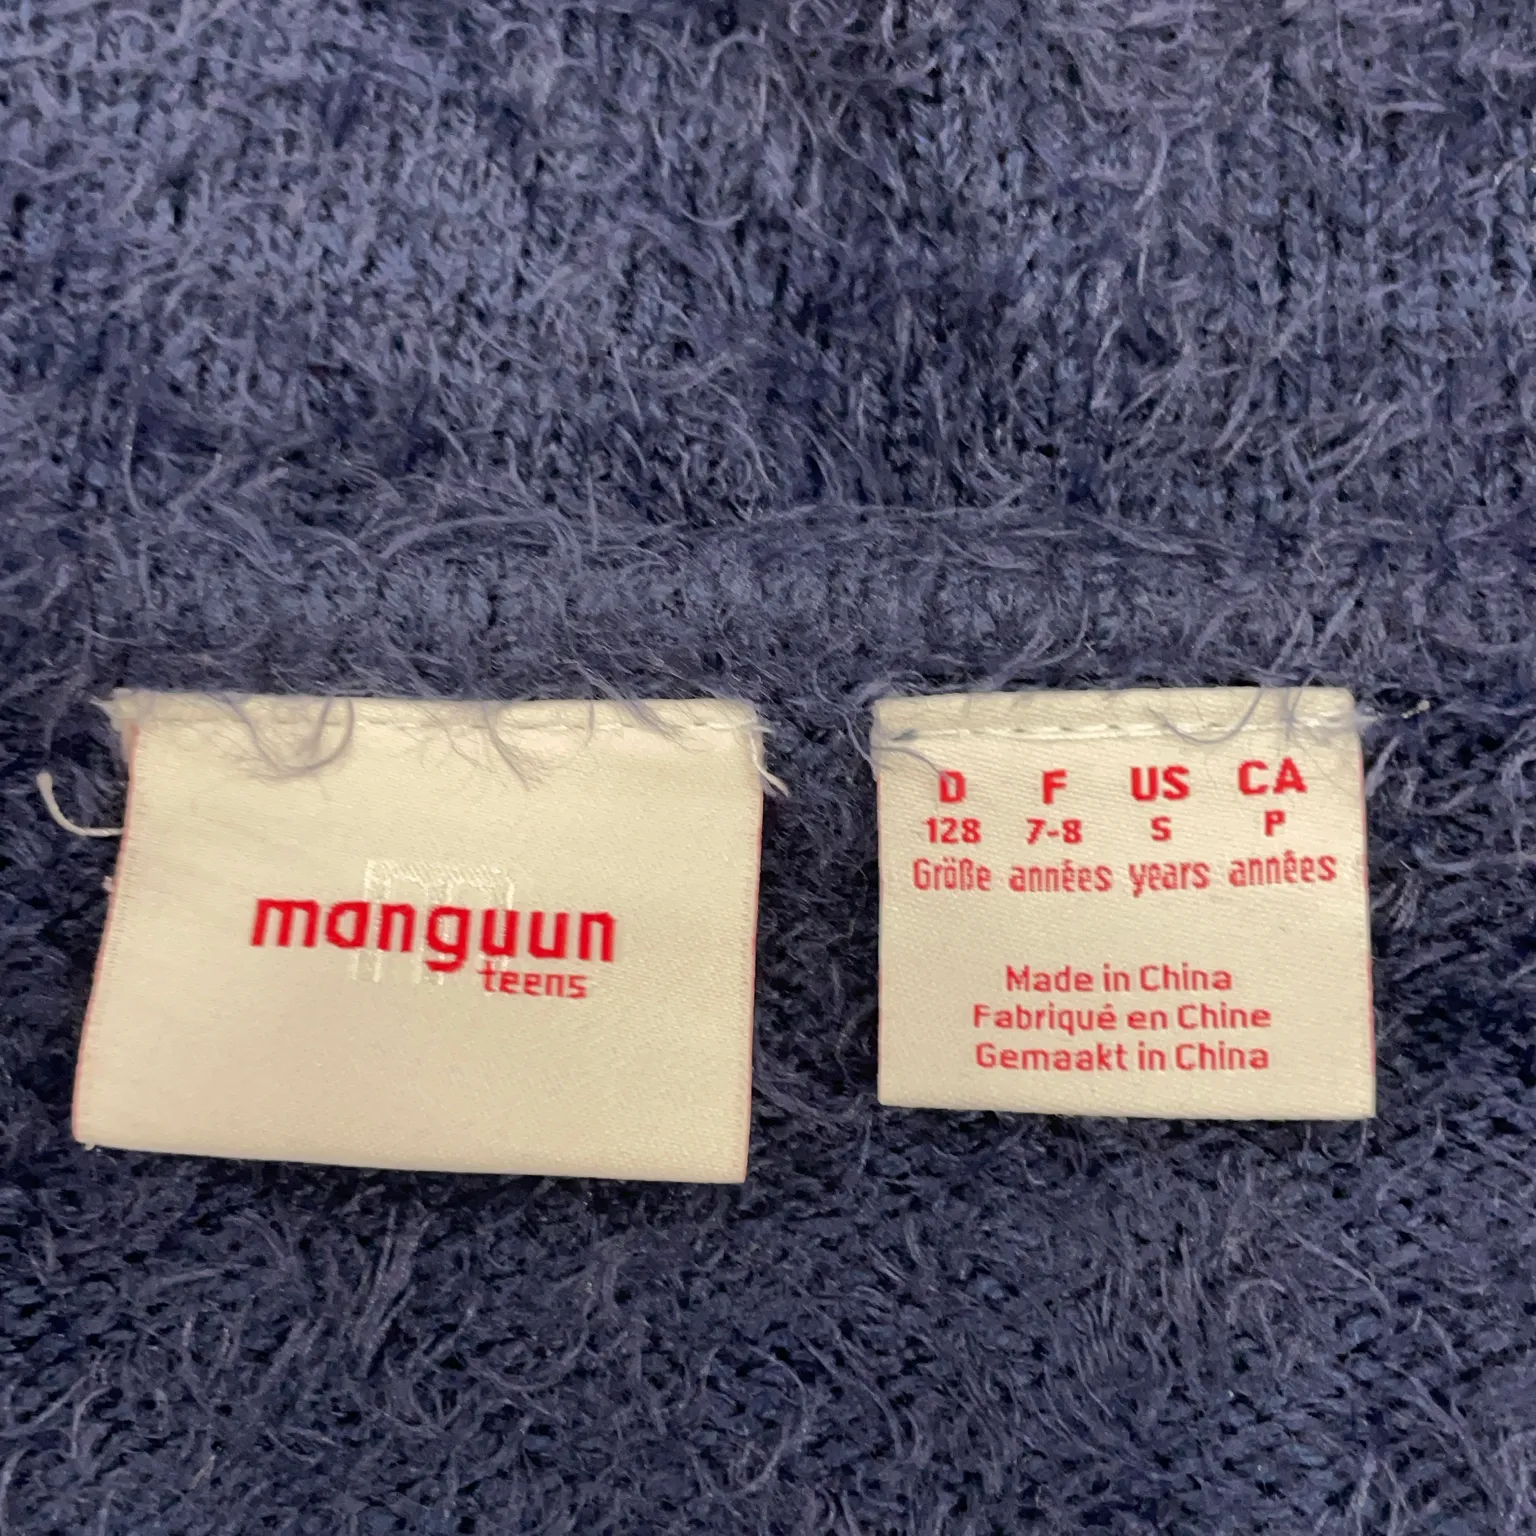 manguun
teens
D F US CA
128 7-8 S P
Größe années years années
Made in China
Fabriqué en Chine
Gemaakt in China